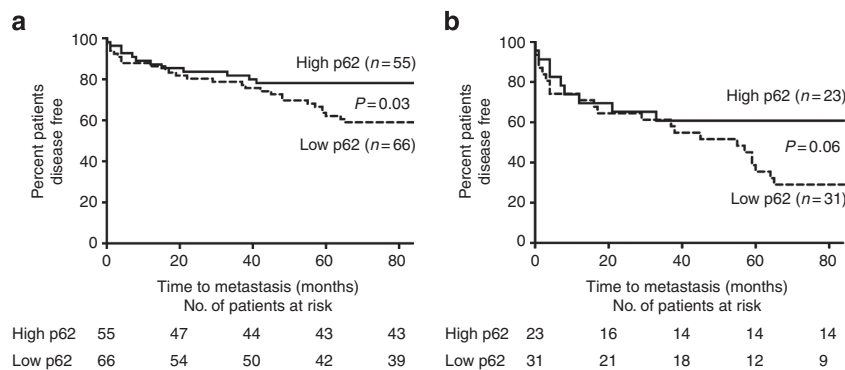 a
Percent patients
disease free
100
80
60
40
20
0
High p62 (n=55)
P=0.03
Low p62 (n=66)
0 20 40 60 80
Time to metastasis (months)
No. of patients at risk
High p62 55 47 44 43 43
Low p62 66 54 50 42 39
b
Percent patients
disease free
100
80
60
40
20
0
High p62 (n=23)
P=0.06
Low p62 (n=31)
0 20 40 60 80
Time to metastasis (months)
No. of patients at risk
High p62 23 16 14 14 14
Low p62 31 21 18 12 9